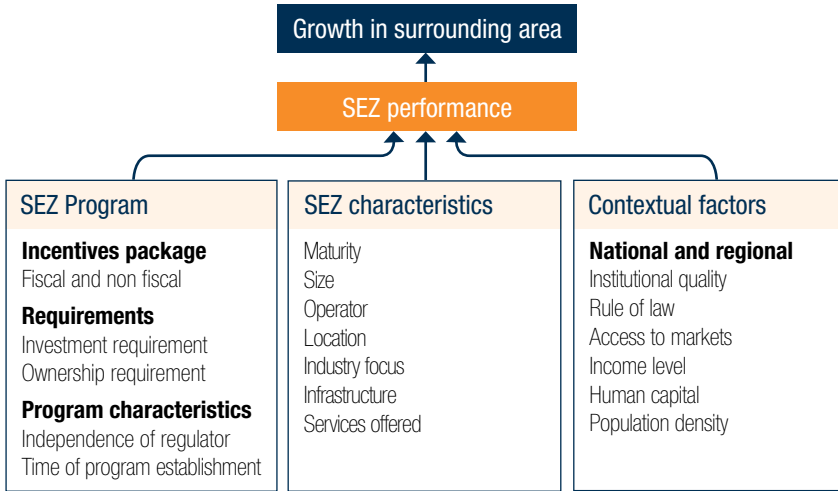 Growth in surrounding area
SEZ performance
SEZ Program
Incentives package
Fiscal and non fiscal
Requirements
Investment requirement
Ownership requirement
Program characteristics
Independence of regulator
Time of program establishment
SEZ characteristics
Maturity
Size
Operator
Location
Industry focus
Infrastructure
Services offered
Contextual factors
National and regional
Institutional quality
Rule of law
Access to markets
Income level
Human capital
Population density